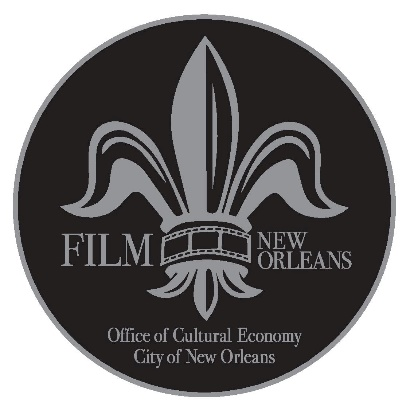 FILM NEW
ORLEANS
Office of Cultural Economy
City of New Orleans